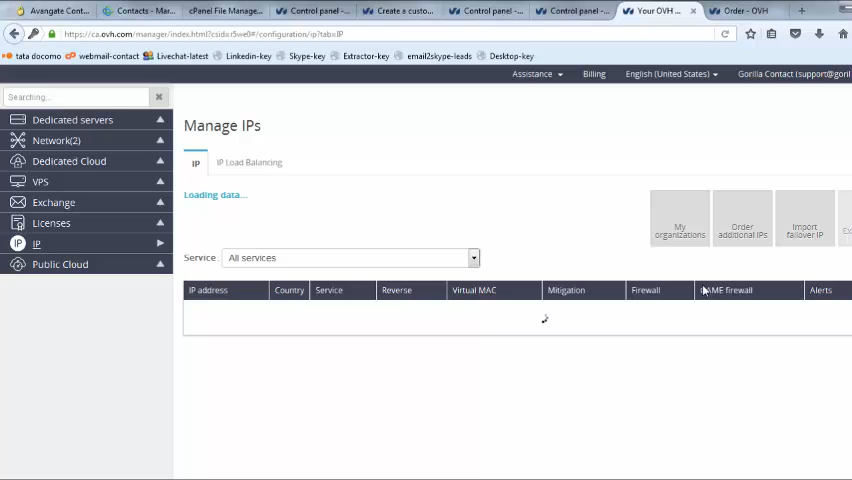 Avangate Cont...
Contacts - Mar...
cPanel File Manage...
Control panel -...
Create a custo...
Control panel -...
Control panel -...
Your OVH ...
Order - OVH
https://ca.ovh.com/manager/index.html?csid=r5we0#/configuration/ip?tab=IP
tata docomo
webmail-contact
Livechat-latest
Linkedin-key
Skype-key
Extractor-key
email2skype-leads
Desktop-key
Assistance
Billing
English (United States)
Gorilla Contact (support@goril
Searching...
Dedicated servers
Network(2)
Dedicated Cloud
VPS
Exchange
Licenses
IP IP
Public Cloud
Manage IPs
IP
IP Load Balancing
Loading data...
My organizations
Order additional IPs
Import failover IP
Service:
All services
IP address
Country
Service
Reverse
Virtual MAC
Mitigation
Firewall
GAME firewall
Alerts